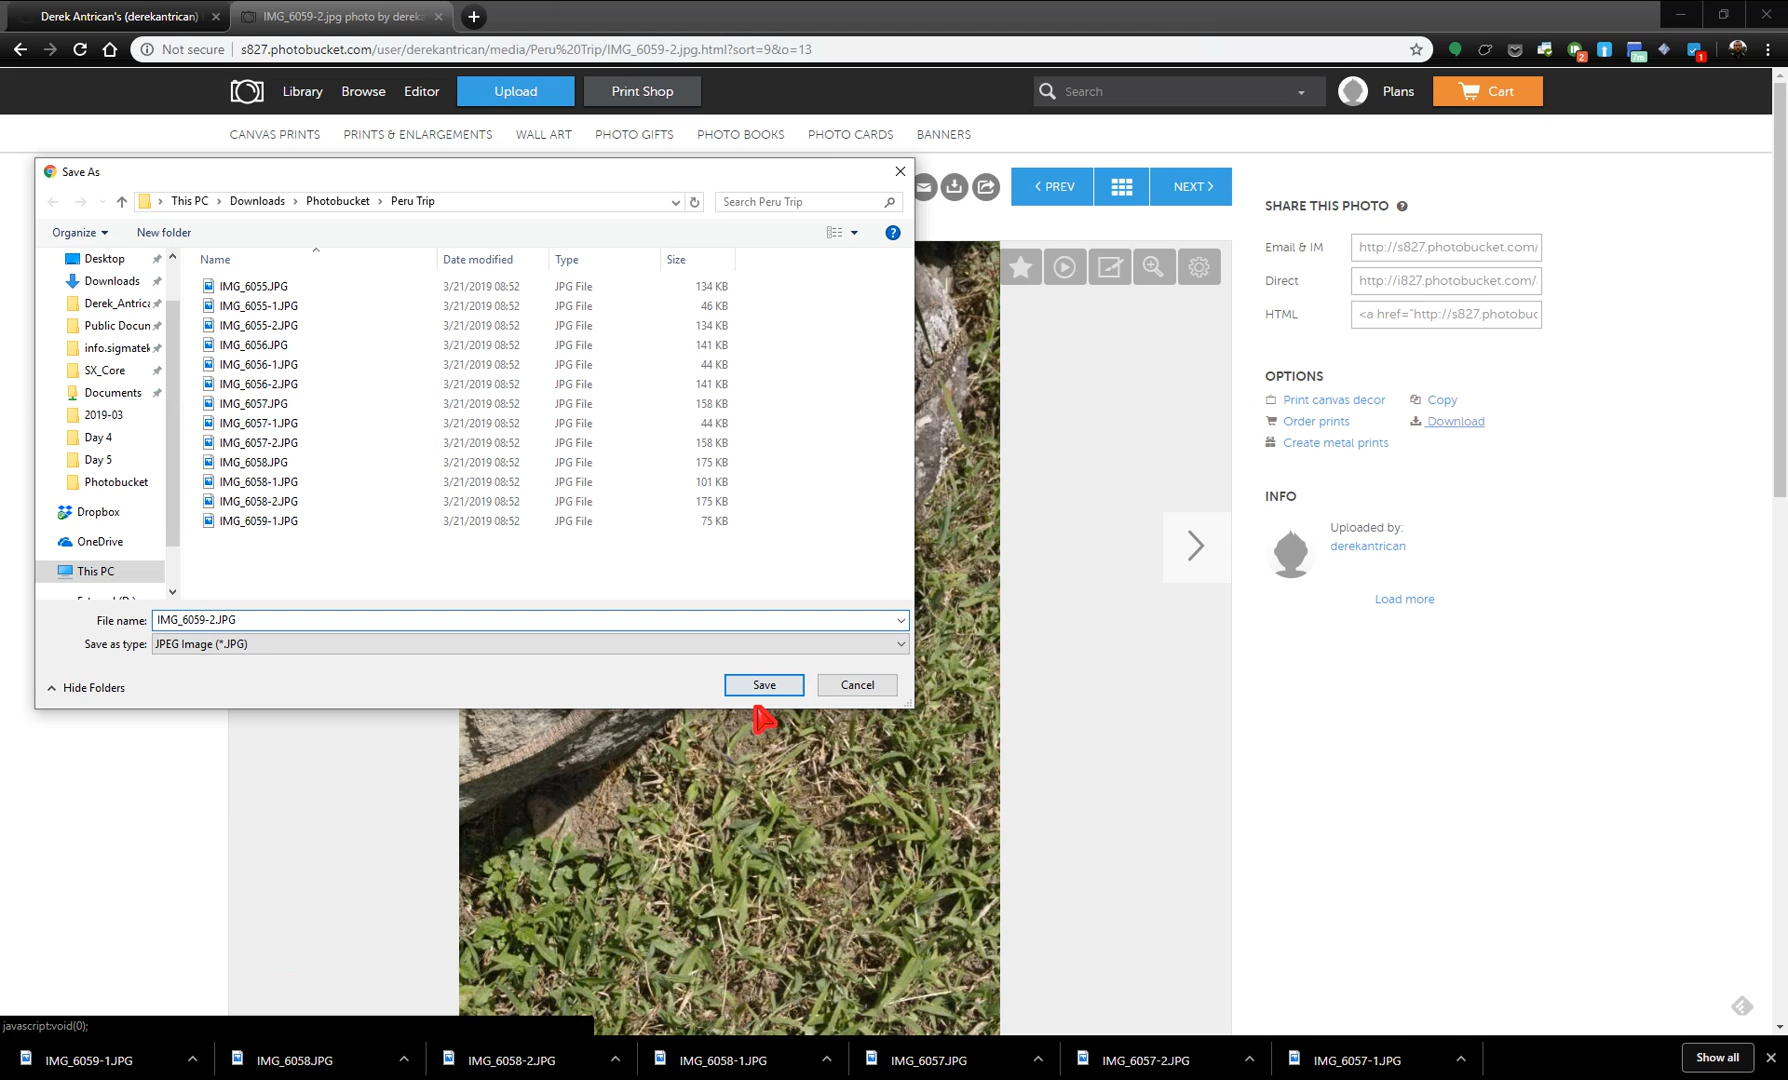 Derek Antrican's (derekantrican)
IMG_6059-2.jpg photo by dereka
Not secure
s827.photobucket.com/user/derekantrican/media/Peru%20Trip/IMG_6059-2.jpg.html?sort=9&o=13
2
7m
1
Library Browse Editor Upload Print Shop Search Plans Cart
CANVAS PRINTS PRINTS & ENLARGEMENTS WALL ART PHOTO GIFTS PHOTO BOOKS PHOTO CARDS BANNERS
Save As
This PC > Downloads > Photobucket > Peru Trip
Search Peru Trip
Organize New folder
Name Date modified Type Size
Desktop
Downloads
Derek_Antrica
Public Docun
info.sigmatek
SX_Core
Documents
2019-03
Day 4
Day 5
Photobucket
Dropbox
OneDrive
This PC
IMG_6055.JPG 3/21/2019 08:52 JPG File 134 KB
IMG_6055-1.JPG 3/21/2019 08:52 JPG File 46 KB
IMG_6055-2.JPG 3/21/2019 08:52 JPG File 134 KB
IMG_6056.JPG 3/21/2019 08:52 JPG File 141 KB
IMG_6056-1.JPG 3/21/2019 08:52 JPG File 44 KB
IMG_6056-2.JPG 3/21/2019 08:52 JPG File 141 KB
IMG_6057.JPG 3/21/2019 08:52 JPG File 158 KB
IMG_6057-1.JPG 3/21/2019 08:52 JPG File 44 KB
IMG_6057-2.JPG 3/21/2019 08:52 JPG File 158 KB
IMG_6058.JPG 3/21/2019 08:52 JPG File 175 KB
IMG_6058-1.JPG 3/21/2019 08:52 JPG File 101 KB
IMG_6058-2.JPG 3/21/2019 08:52 JPG File 175 KB
IMG_6059-1.JPG 3/21/2019 08:52 JPG File 75 KB
File name: IMG_6059-2.JPG
Save as type: JPEG Image (*.JPG)
Hide Folders
Save Cancel
< PREV
NEXT >
SHARE THIS PHOTO ?
Email & IM http://s827.photobucket.com/
Direct http://i827.photobucket.com/
HTML <a href="http://s827.photobuc
OPTIONS
Print canvas decor Copy
Order prints Download
Create metal prints
INFO
Uploaded by:
derekantrican
Load more
javascript:void(0);
IMG_6059-1.JPG IMG_6058.JPG IMG_6058-2.JPG IMG_6058-1.JPG IMG_6057.JPG IMG_6057-2.JPG IMG_6057-1.JPG Show all